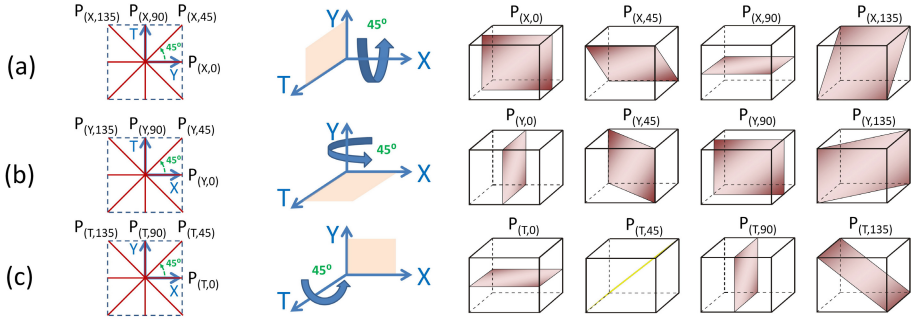 P(X,135) P(X,90) P(X,45) P(X,0) P(X,45) P(X,90) P(X,135)
T 45° Y P(X,0) Y 45° X T
(a)
P(Y,135) P(Y,90) P(Y,45) P(Y,0) P(Y,45) P(Y,90) P(Y,135)
T 45° X P(Y,0) Y 45° X T
(b)
P(T,135) P(T,90) P(T,45) P(T,0) P(T,45) P(T,90) P(T,135)
Y 45° X P(T,0) Y 45° X T
(c)